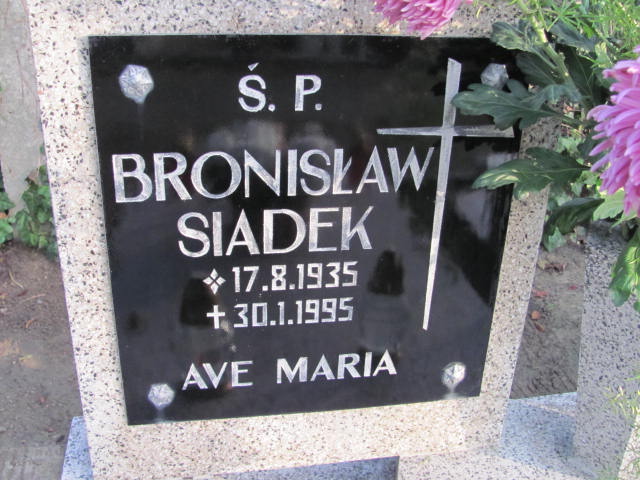 Ś. P.
BRONISŁAW
SIADEK
✥ 17.8.1935
✝ 30.1.1995
AVE MARIA